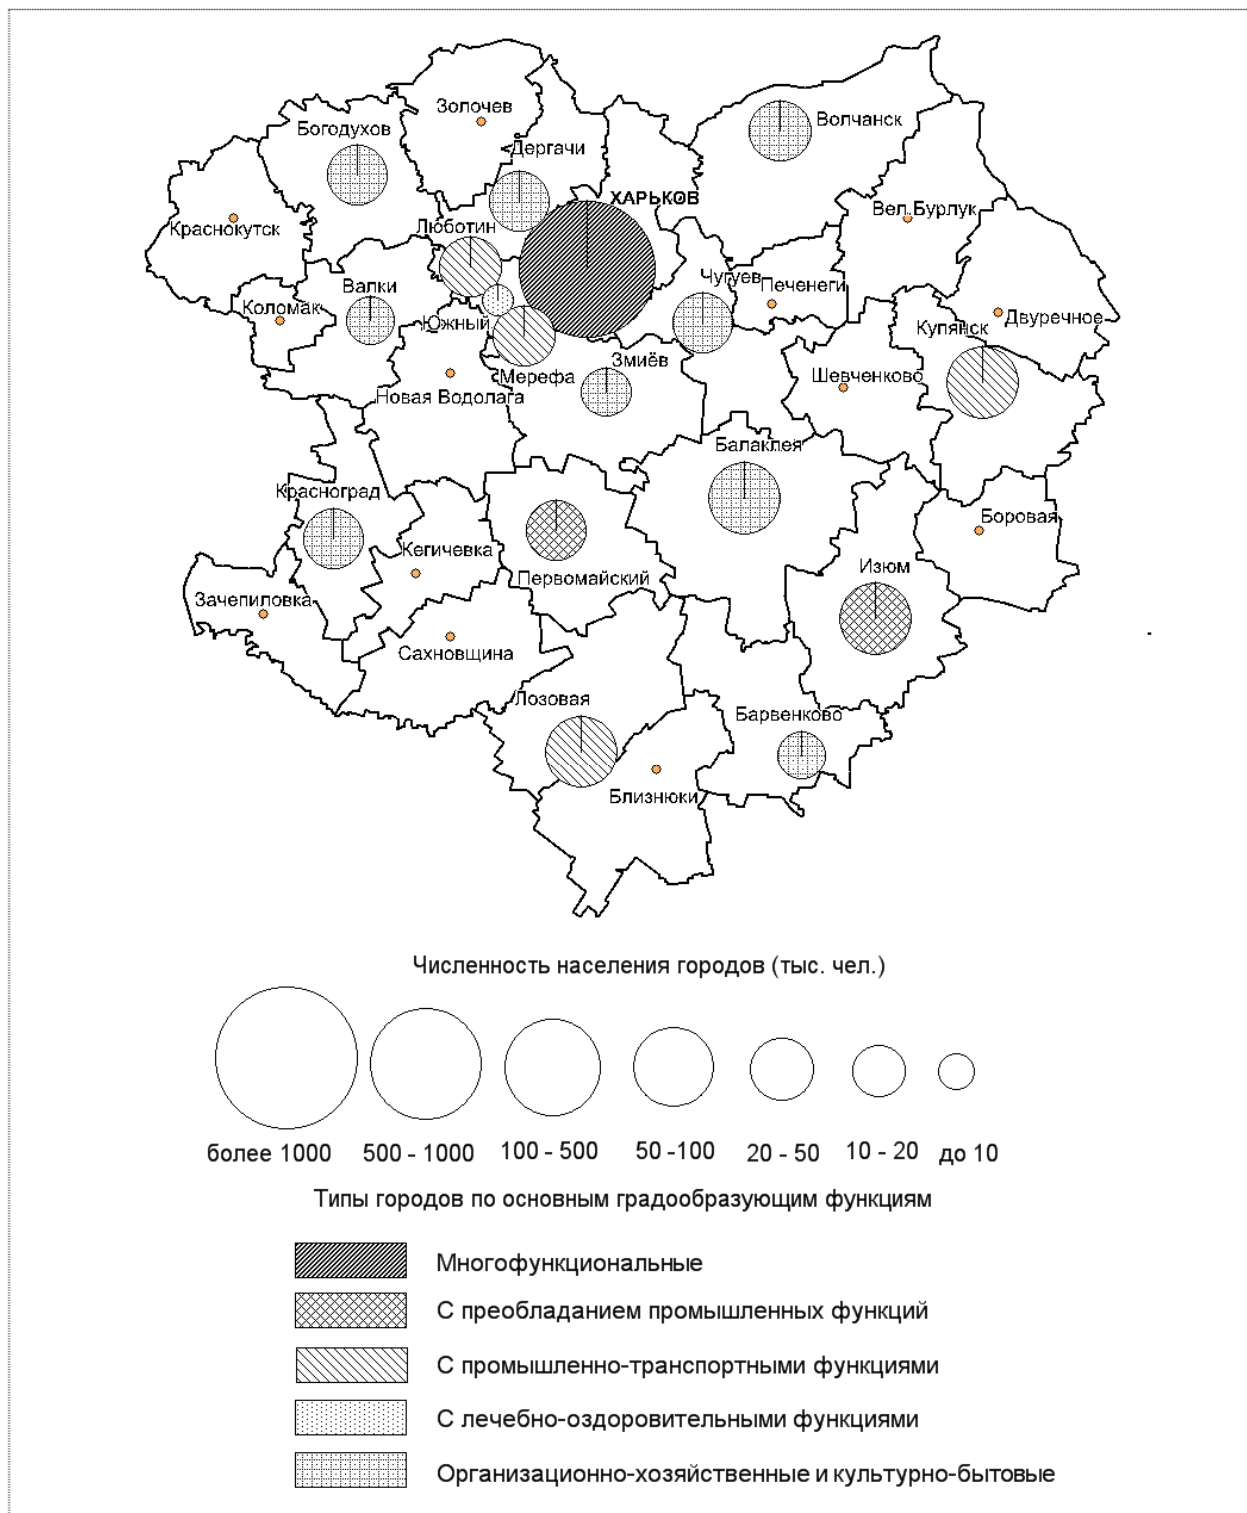 Золочев
Богодухов
Волчанск
Дергачи
ХАРЬКОВ
Вел.Бурлук
Краснокутск
Люботин
Чугуев
Печенеги
Валки
Коломак
Южный
Купянск
Двуречное
Змиёв
Мерефа
Шевченково
Новая Водолага
Балаклея
Красноград
Боровая
Кегичевка
Изюм
Первомайский
Зачепиловка
Сахновщина
Лозовая
Барвенково
Близнюки
Численность населения городов (тыс. чел.)
более 1000 500 - 1000 100 - 500 50 -100 20 - 50 10 - 20 до 10
Типы городов по основным градообразующим функциям
Многофункциональные
С преобладанием промышленных функций
С промышленно-транспортными функциями
С лечебно-оздоровительными функциями
Организационно-хозяйственные и культурно-бытовые